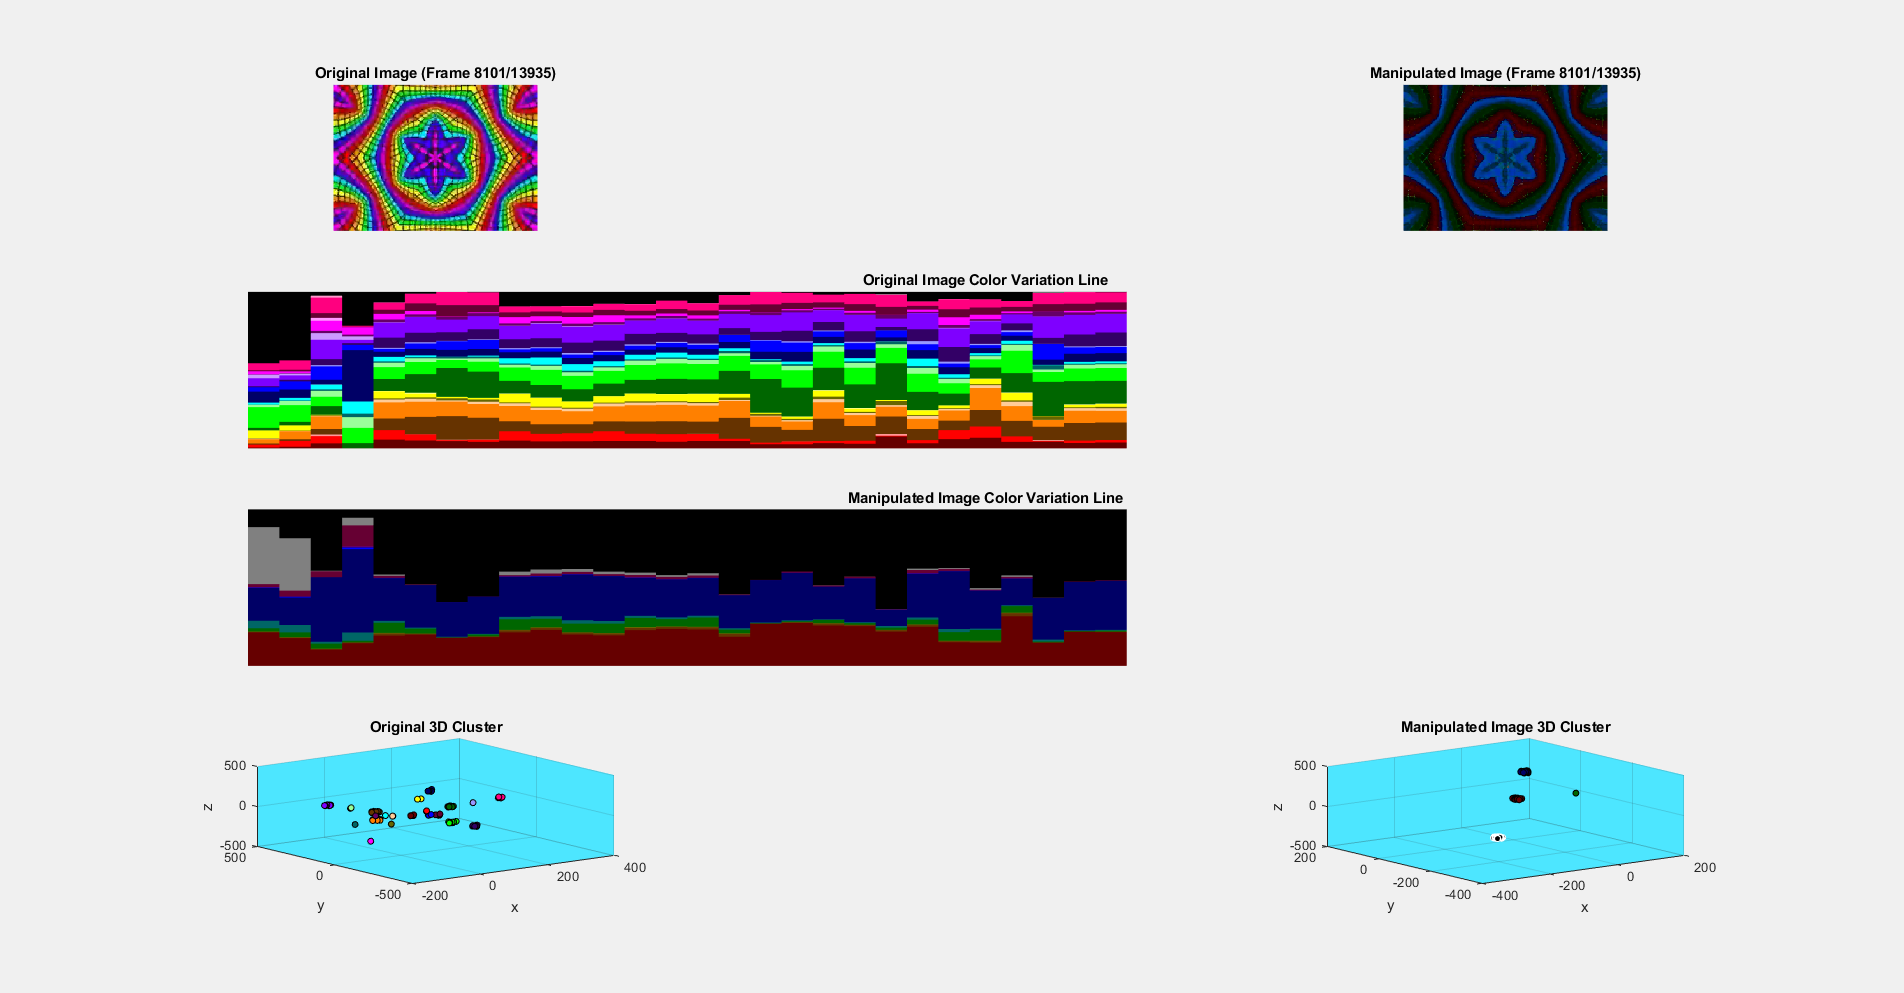 Original Image (Frame 8101/13935)
Manipulated Image (Frame 8101/13935)
Original Image Color Variation Line
Manipulated Image Color Variation Line
Original 3D Cluster
500
0
-500
z
500
0
-500
y
-200
0
200
400
x
Manipulated Image 3D Cluster
500
0
-500
z
200
0
-200
-400
y
-400
-200
0
200
x